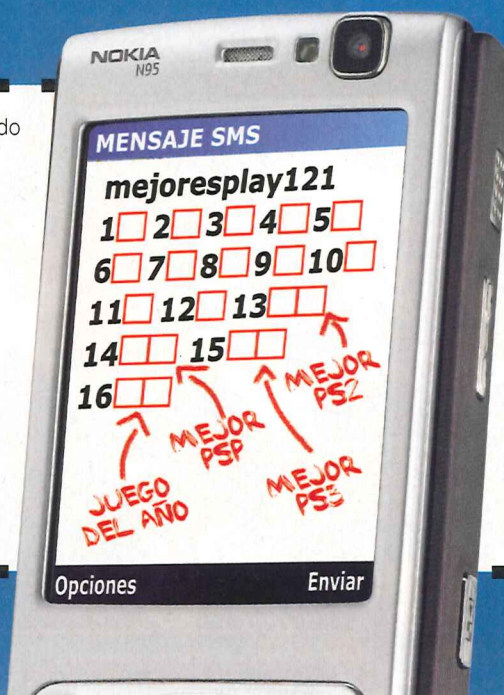 do
NOKIA
N95
MENSAJE SMS
mejoresplay121
1 2 3 4 5
6 7 8 9 10
11 12 13
14 15
16
MEJOR
PS2
MEJOR
PSP
MEJOR
PS3
JUEGO
DEL AÑO
Opciones Enviar